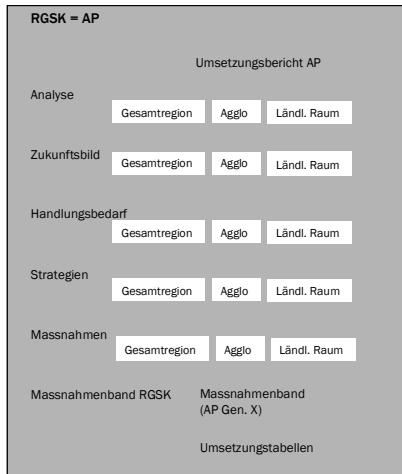 RGSK = AP
Umsetzungsbericht AP
Analyse
Gesamtregion Agglo Ländl. Raum
Zukunftsbild
Gesamtregion Agglo Ländl. Raum
Handlungsbedarf
Gesamtregion Agglo Ländl. Raum
Strategien
Gesamtregion Agglo Ländl. Raum
Massnahmen
Gesamtregion Agglo Ländl. Raum
Massnahmenband RGSK Massnahmenband
(AP Gen. X)
Umsetzungstabellen